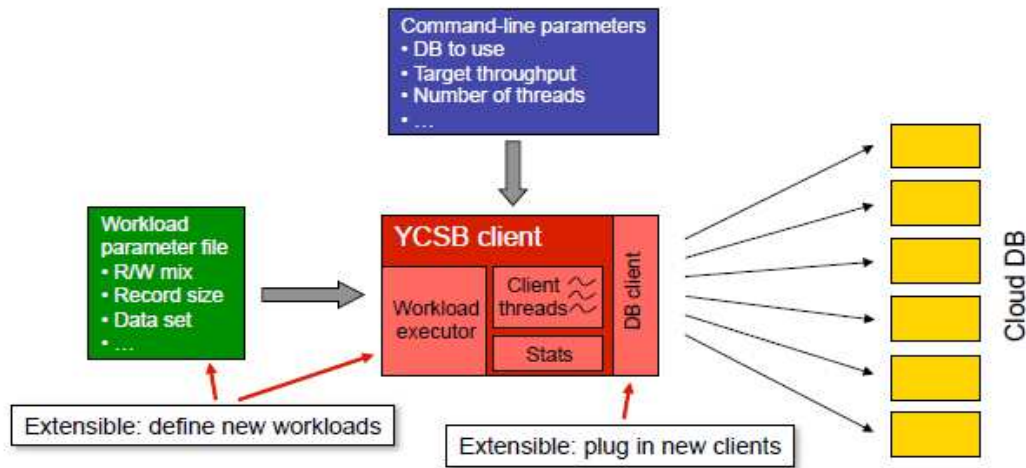 Command-line parameters
• DB to use
• Target throughput
• Number of threads
• ...
Workload
parameter file
• R/W mix
• Record size
• Data set
• ...
YCSB client
Workload
executor
Client
threads
Stats
DB client
Cloud DB
Extensible: define new workloads
Extensible: plug in new clients